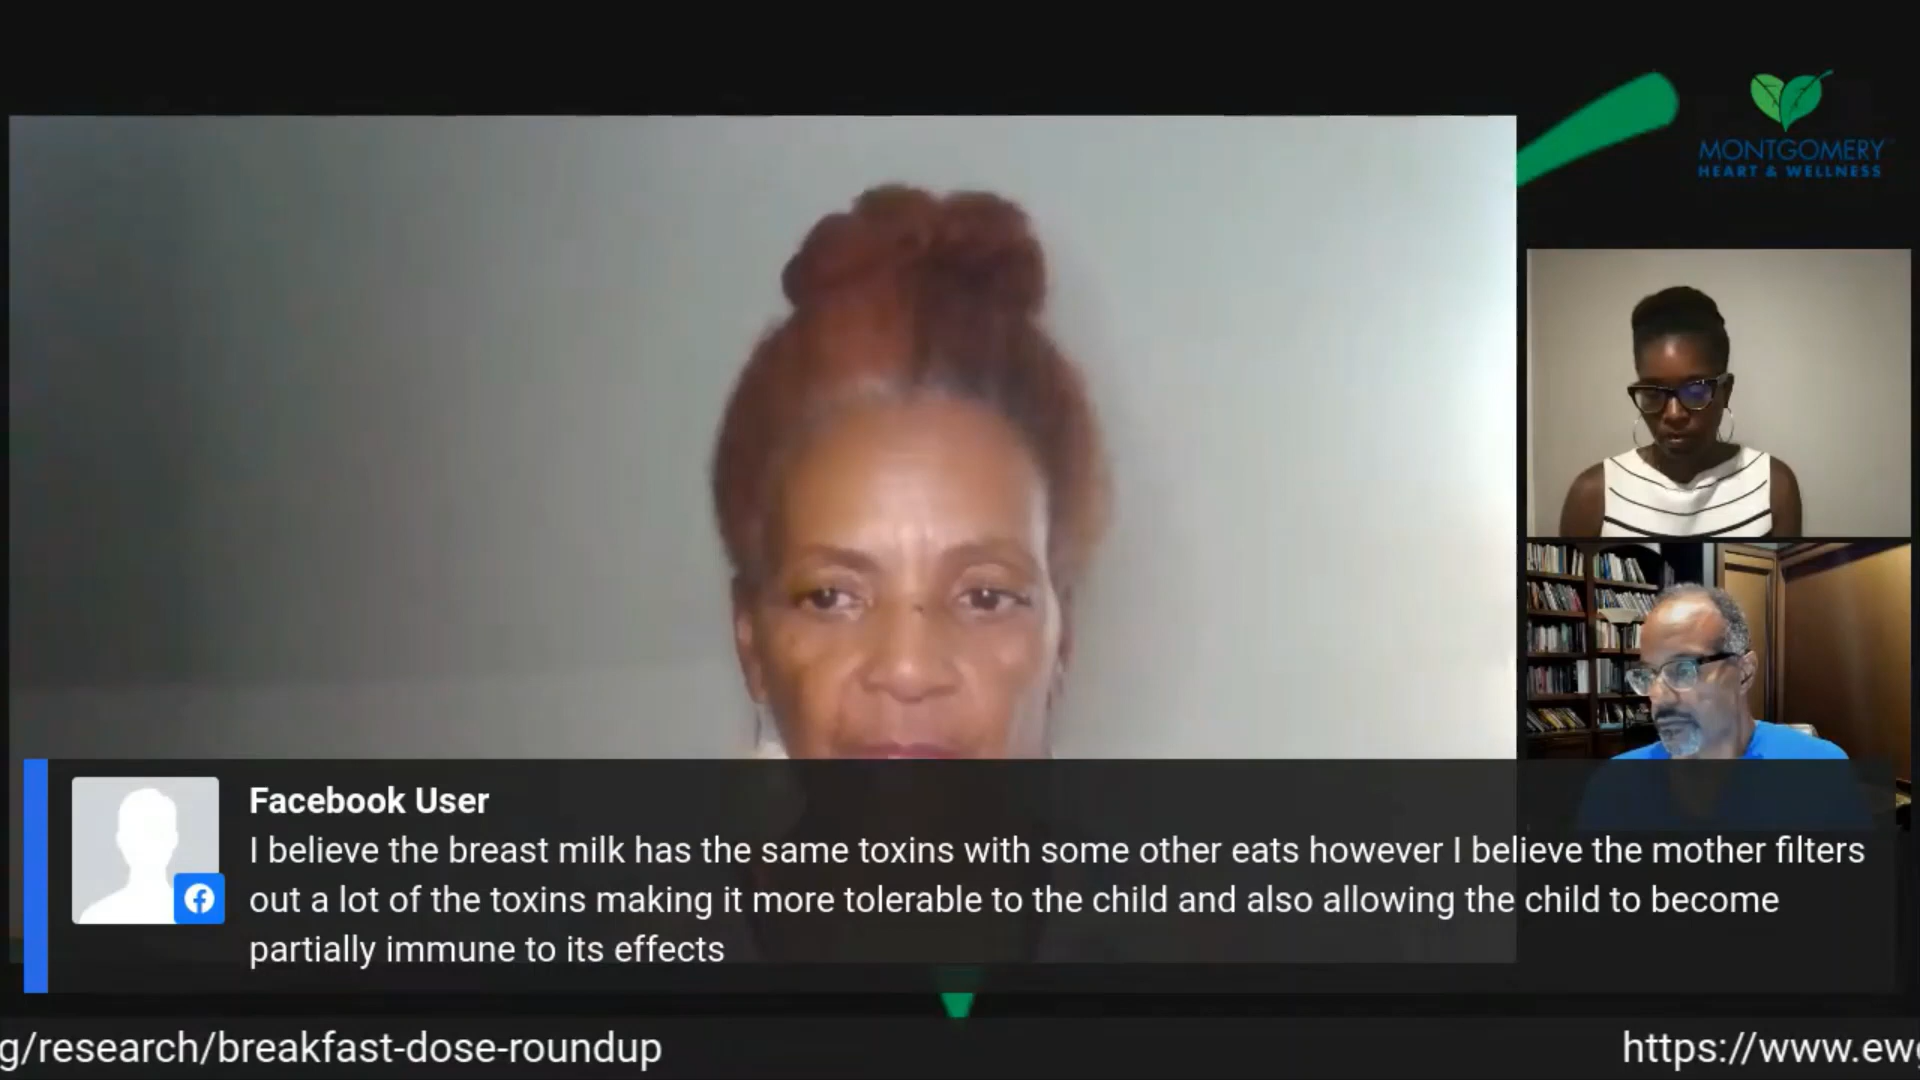 MONTGOMERY
HEART & WELLNESS
Facebook User
I believe the breast milk has the same toxins with some other eats however I believe the mother filters
out a lot of the toxins making it more tolerable to the child and also allowing the child to become
partially immune to its effects
g/research/breakfast-dose-roundup
https://www.ewg